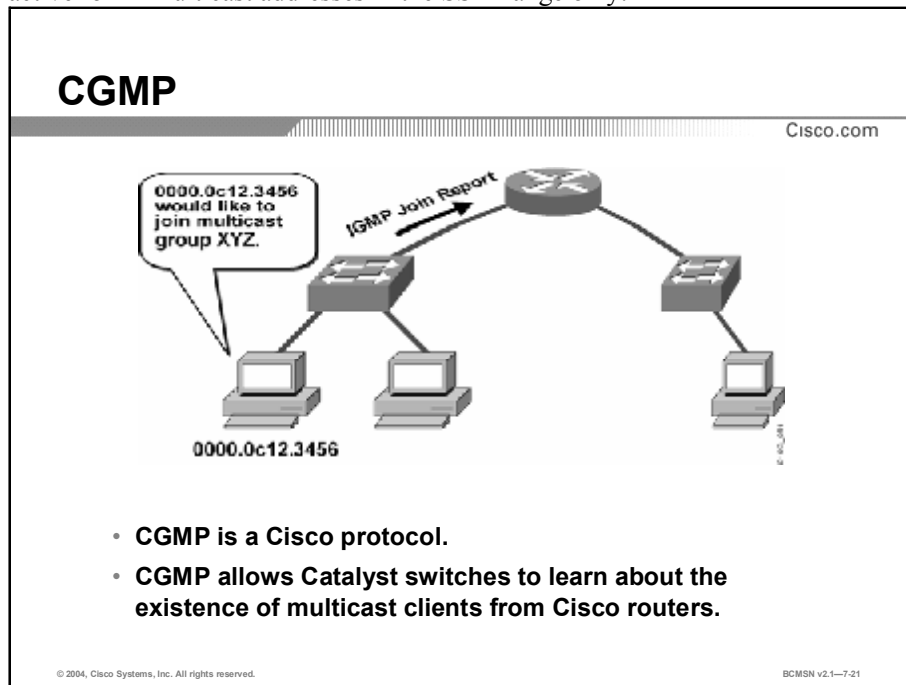 CGMP
Cisco.com
0000.0c12.3456
would like to
join multicast
group XYZ.
IGMP Join Report
0000.0c12.3456
• CGMP is a Cisco protocol.
• CGMP allows Catalyst switches to learn about the
existence of multicast clients from Cisco routers.
© 2004, Cisco Systems, Inc. All rights reserved.
BCMSN v2.1—7-21